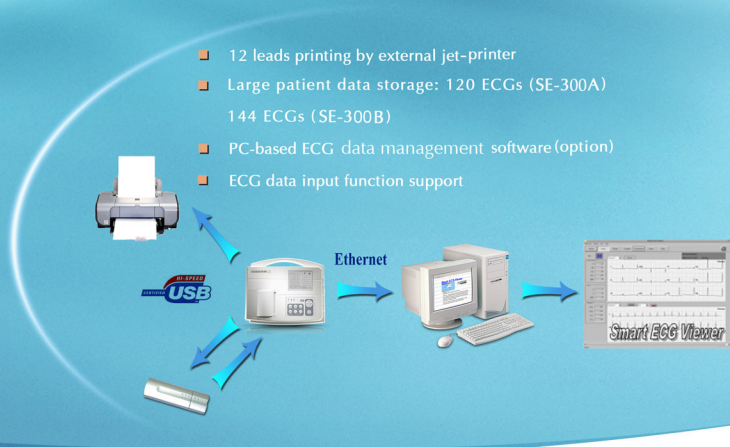 12 leads printing by external jet-printer
Large patient data storage: 120 ECGs (SE-300A)
144 ECGs (SE-300B)
PC-based ECG data management software (option)
ECG data input function support
Ethernet
HI-SPEED
CERTIFIED USB
Smart ECG Viewer